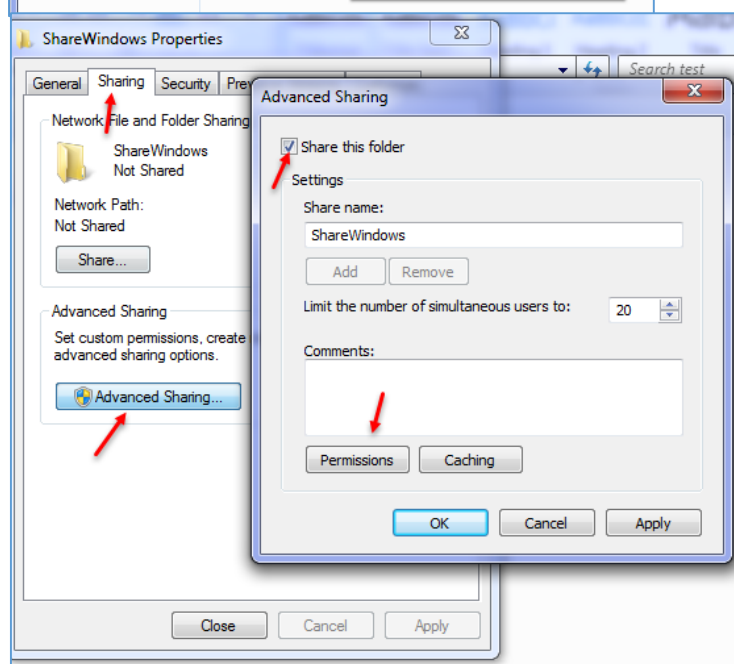 ShareWindows Properties
General Sharing Security Prev
Network File and Folder Sharing
ShareWindows
Not Shared
Network Path:
Not Shared
Share...
Advanced Sharing
Set custom permissions, create
advanced sharing options.
Advanced Sharing...
Close Cancel Apply
Search test
Advanced Sharing
Share this folder
Settings
Share name:
ShareWindows
Add Remove
Limit the number of simultaneous users to: 20
Comments:
Permissions Caching
OK Cancel Apply